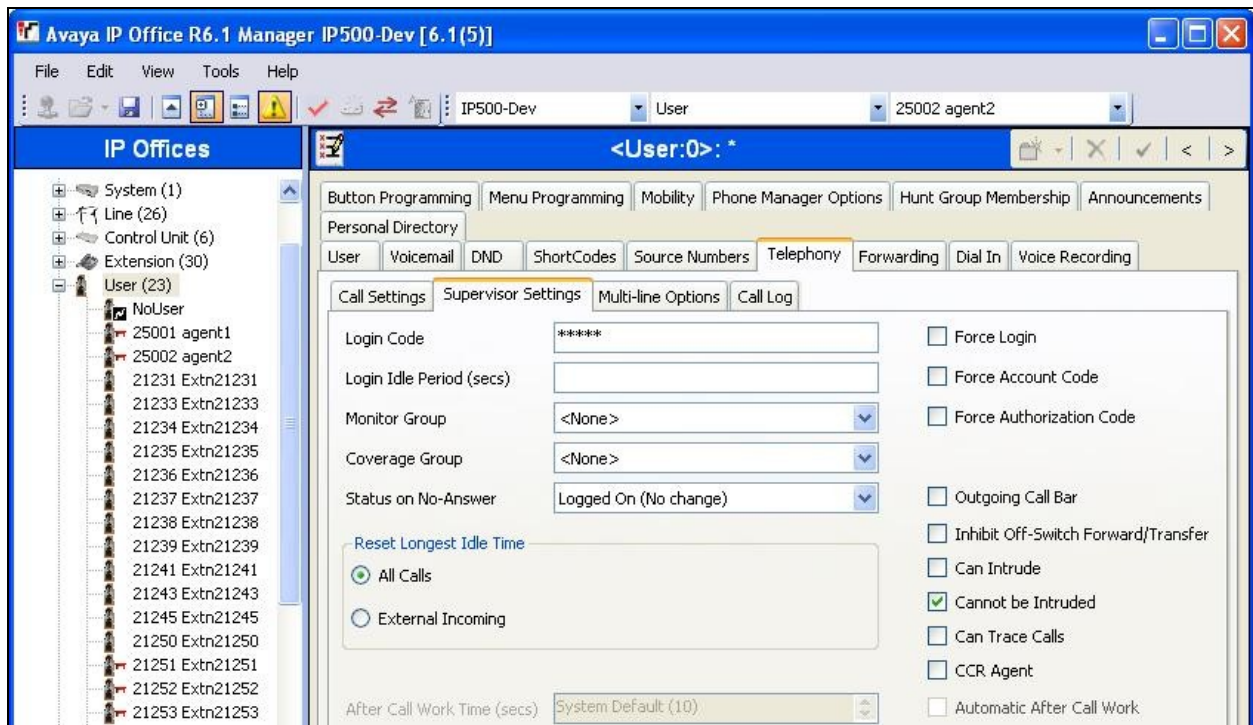 Avaya IP Office R6.1 Manager IP500-Dev [6.1(5)]
File Edit View Tools Help
IP500-Dev User 25002 agent2
IP Offices
<User:0>: *
System (1)
Line (26)
Control Unit (6)
Extension (30)
User (23)
NoUser
25001 agent1
25002 agent2
21231 Extn21231
21233 Extn21233
21234 Extn21234
21235 Extn21235
21236 Extn21236
21237 Extn21237
21238 Extn21238
21239 Extn21239
21241 Extn21241
21243 Extn21243
21245 Extn21245
21250 Extn21250
21251 Extn21251
21252 Extn21252
21253 Extn21253
Button Programming Menu Programming Mobility Phone Manager Options Hunt Group Membership Announcements
Personal Directory
User Voicemail DND ShortCodes Source Numbers Telephony Forwarding Dial In Voice Recording
Call Settings Supervisor Settings Multi-line Options Call Log
Login Code *****
Login Idle Period (secs)
Monitor Group <None>
Coverage Group <None>
Status on No-Answer Logged On (No change)
Reset Longest Idle Time
All Calls
External Incoming
After Call Work Time (secs) System Default (10)
Force Login
Force Account Code
Force Authorization Code
Outgoing Call Bar
Inhibit Off-Switch Forward/Transfer
Can Intrude
Cannot be Intruded
Can Trace Calls
CCR Agent
Automatic After Call Work